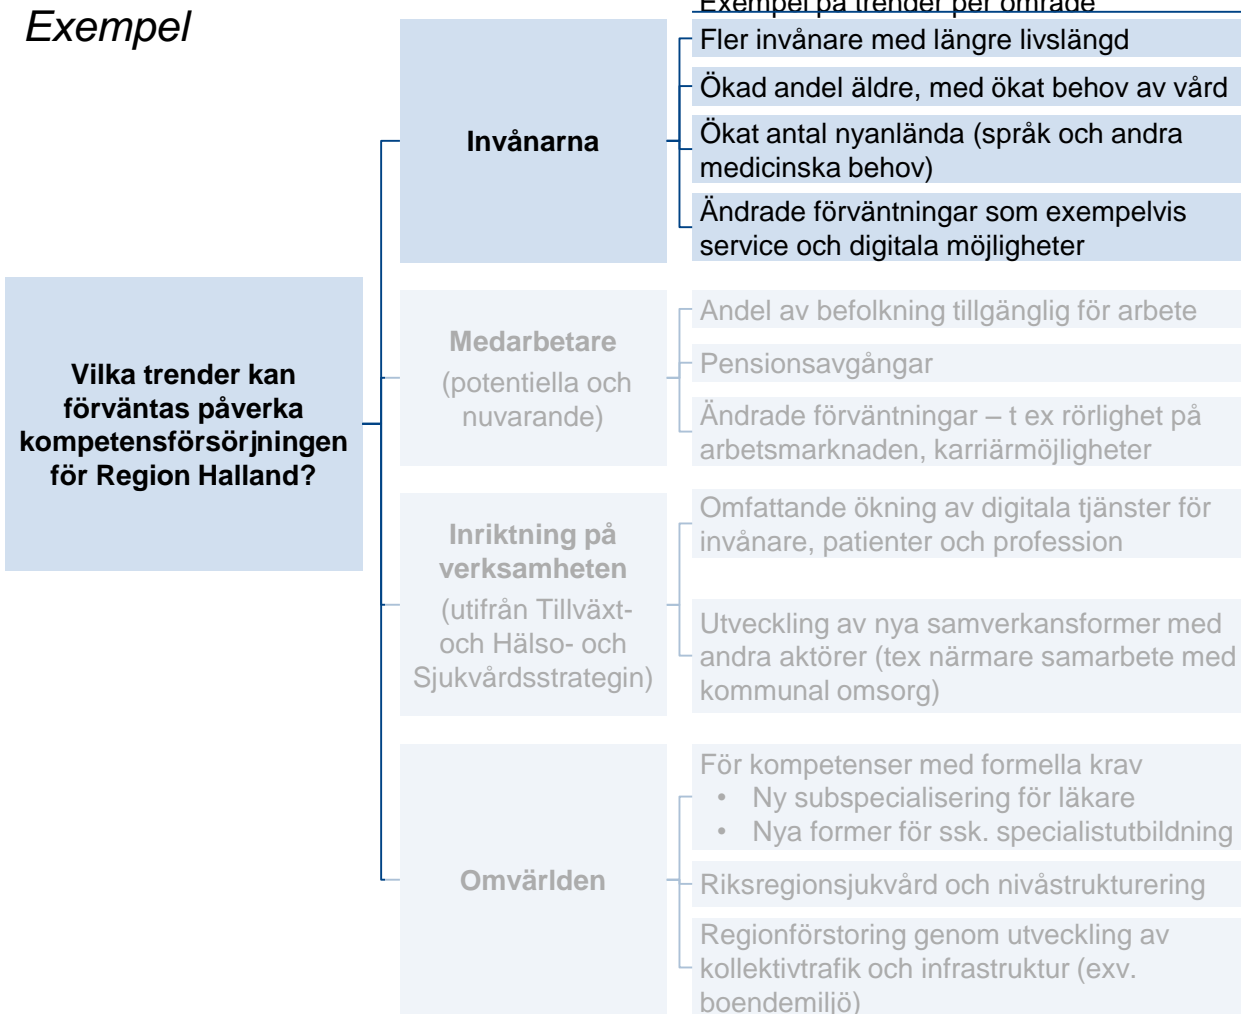 Exempel
Exempel på trender per område
Vilka trender kan
förväntas påverka
kompetensförsörjningen
för Region Halland?
Invånarna
Fler invånare med längre livslängd
Ökad andel äldre, med ökat behov av vård
Ökat antal nyanlända (språk och andra
medicinska behov)
Ändrade förväntningar som exempelvis
service och digitala möjligheter
Medarbetare
(potentiella och
nuvarande)
Andel av befolkning tillgänglig för arbete
Pensionsavgångar
Ändrade förväntningar – t ex rörlighet på
arbetsmarknaden, karriärmöjligheter
Inriktning på
verksamheten
(utifrån Tillväxt-
och Hälso- och
Sjukvårdsstrategin)
Omfattande ökning av digitala tjänster för
invånare, patienter och profession
Utveckling av nya samverkansformer med
andra aktörer (tex närmare samarbete med
kommunal omsorg)
Omvärlden
För kompetenser med formella krav
• Ny subspecialisering för läkare
• Nya former för ssk. specialistutbildning
Riksregionsjukvård och nivåstrukturering
Regionförstoring genom utveckling av
kollektivtrafik och infrastruktur (exv.
boendemiljö)